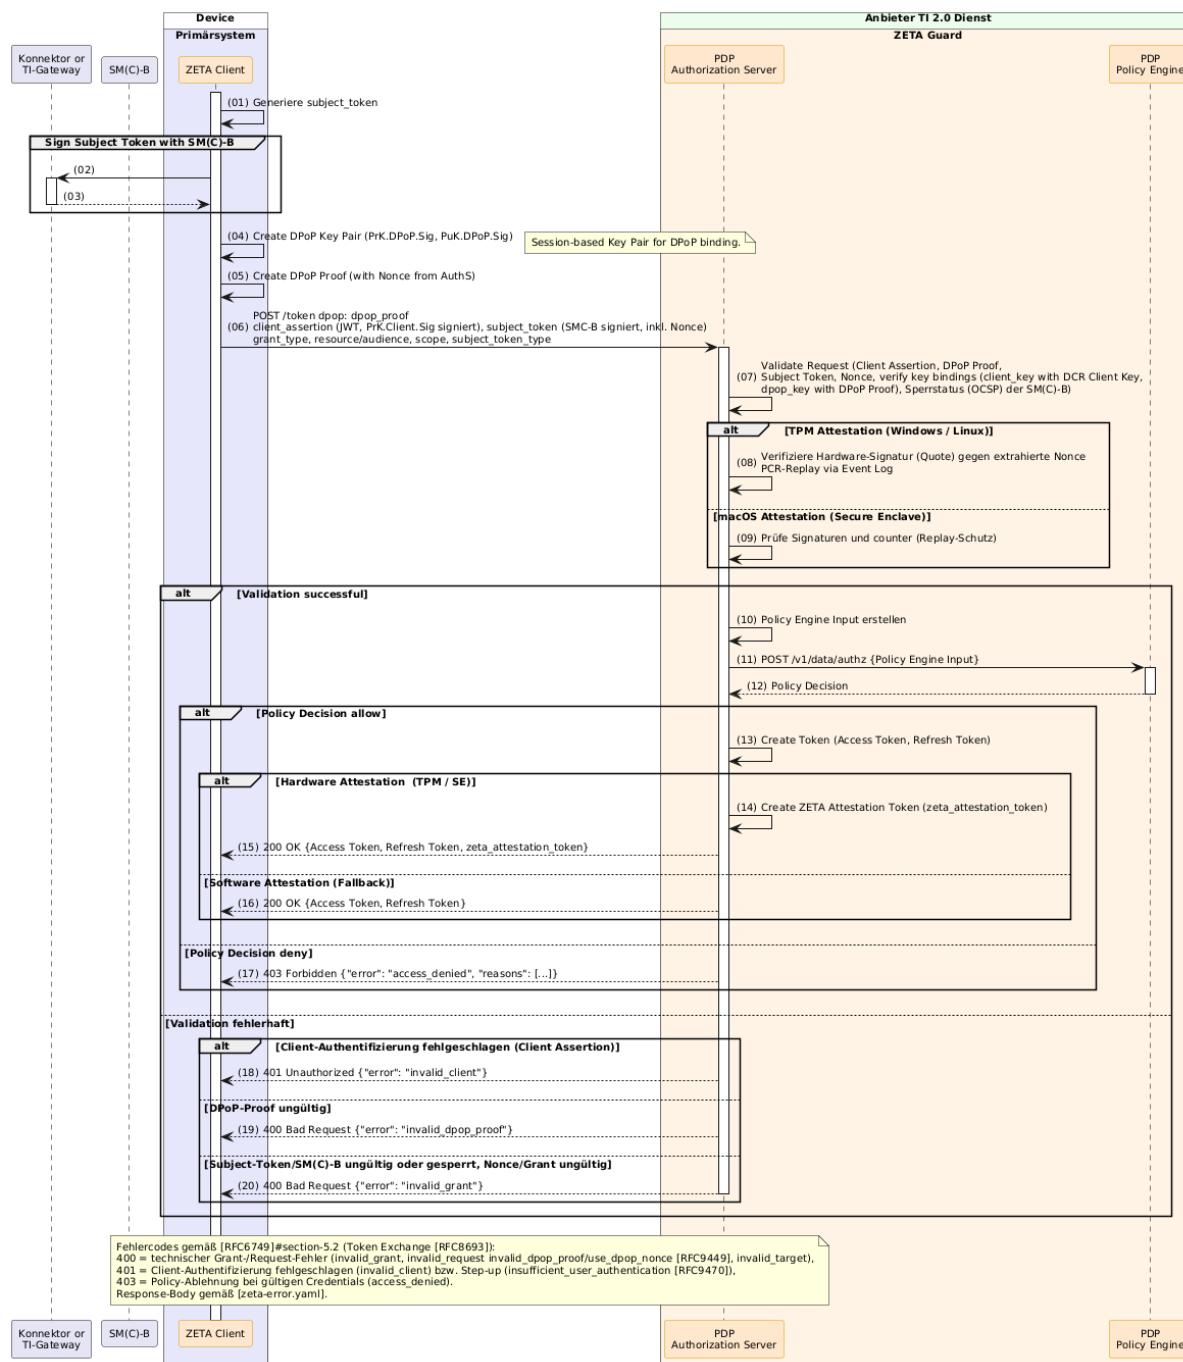 Device
Anbieter TI 2.0 Dienst
Primärsystem
ZETA Guard
Konnektor or
TI-Gateway
SM(C)-B
ZETA Client
PDP
Authorization Server
PDP
Policy Engine
(01) Generiere subject_token
Sign Subject Token with SM(C)-B
(02)
(03)
(04) Create DPoP Key Pair (PrK.DPoP.Sig, PuK.DPoP.Sig)
Session-based Key Pair for DPoP binding.
(05) Create DPoP Proof (with Nonce from AuthS)
POST /token dpop: dpop_proof
(06) client_assertion (JWT, PrK.Client.Sig signiert), subject_token (SMC-B signiert, inkl. Nonce)
grant_type, resource/audience, scope, subject_token_type
Validate Request (Client Assertion, DPoP Proof,
(07) Subject Token, Nonce, verify key bindings (client_key with DCR Client Key,
dpop_key with DPoP Proof), Sperrstatus (OCSP) der SM(C)-B)
alt [TPM Attestation (Windows / Linux)]
(08) Verifiziere Hardware-Signatur (Quote) gegen extrahierte Nonce
PCR-Replay via Event Log
[macOS Attestation (Secure Enclave)]
(09) Prüfe Signaturen und counter (Replay-Schutz)
alt [Validation successful]
(10) Policy Engine Input erstellen
(11) POST /v1/data/authz {Policy Engine Input}
(12) Policy Decision
alt [Policy Decision allow]
(13) Create Token (Access Token, Refresh Token)
alt [Hardware Attestation (TPM / SE)]
(14) Create ZETA Attestation Token (zeta_attestation_token)
(15) 200 OK {Access Token, Refresh Token, zeta_attestation_token}
[Software Attestation (Fallback)]
(16) 200 OK {Access Token, Refresh Token}
[Policy Decision deny]
(17) 403 Forbidden {"error": "access_denied", "reasons": [...]}
[Validation fehlerhaft]
alt [Client-Authentifizierung fehlgeschlagen (Client Assertion)]
(18) 401 Unauthorized {"error": "invalid_client"}
[DPoP-Proof ungültig]
(19) 400 Bad Request {"error": "invalid_dpop_proof"}
[Subject-Token/SM(C)-B ungültig oder gesperrt, Nonce/Grant ungültig]
(20) 400 Bad Request {"error": "invalid_grant"}
Fehlercodes gemäß [RFC6749]#section-5.2 (Token Exchange [RFC8693]):
400 = technischer Grant-/Request-Fehler (invalid_grant, invalid_request invalid_dpop_proof/use_dpop_nonce [RFC9449], invalid_target),
401 = Client-Authentifizierung fehlgeschlagen (invalid_client) bzw. Step-up (insufficient_user_authentication [RFC9470]),
403 = Policy-Ablehnung bei gültigen Credentials (access_denied).
Response-Body gemäß [zeta-error.yaml].
Konnektor or
TI-Gateway
SM(C)-B
ZETA Client
PDP
Authorization Server
PDP
Policy Engine